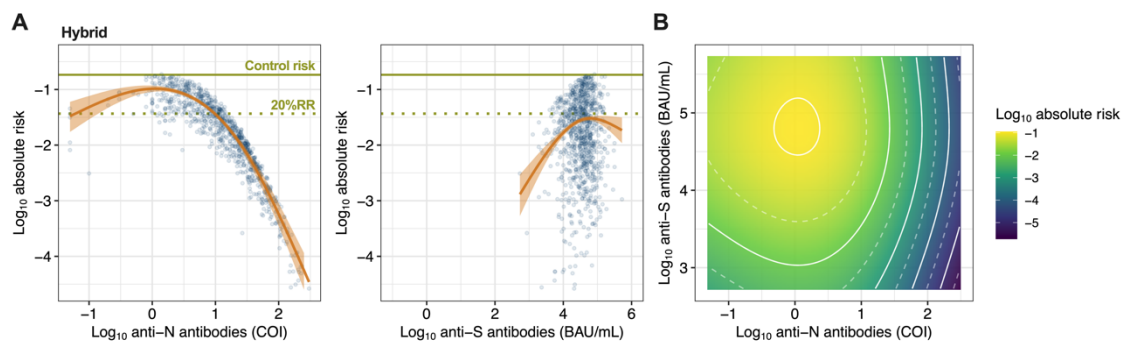 A
Hybrid
Control risk
20%RR
Log10 absolute risk
−1
−2
−3
−4
−1 0 1 2
Log10 anti−N antibodies (COI)
Log10 absolute risk
−1
−2
−3
−4
0 2 4 6
Log10 anti−S antibodies (BAU/mL)
B
Log10 anti−S antibodies (BAU/mL)
5
4
3
−1 0 1 2
Log10 anti−N antibodies (COI)
Log10 absolute risk
−1
−2
−3
−4
−5